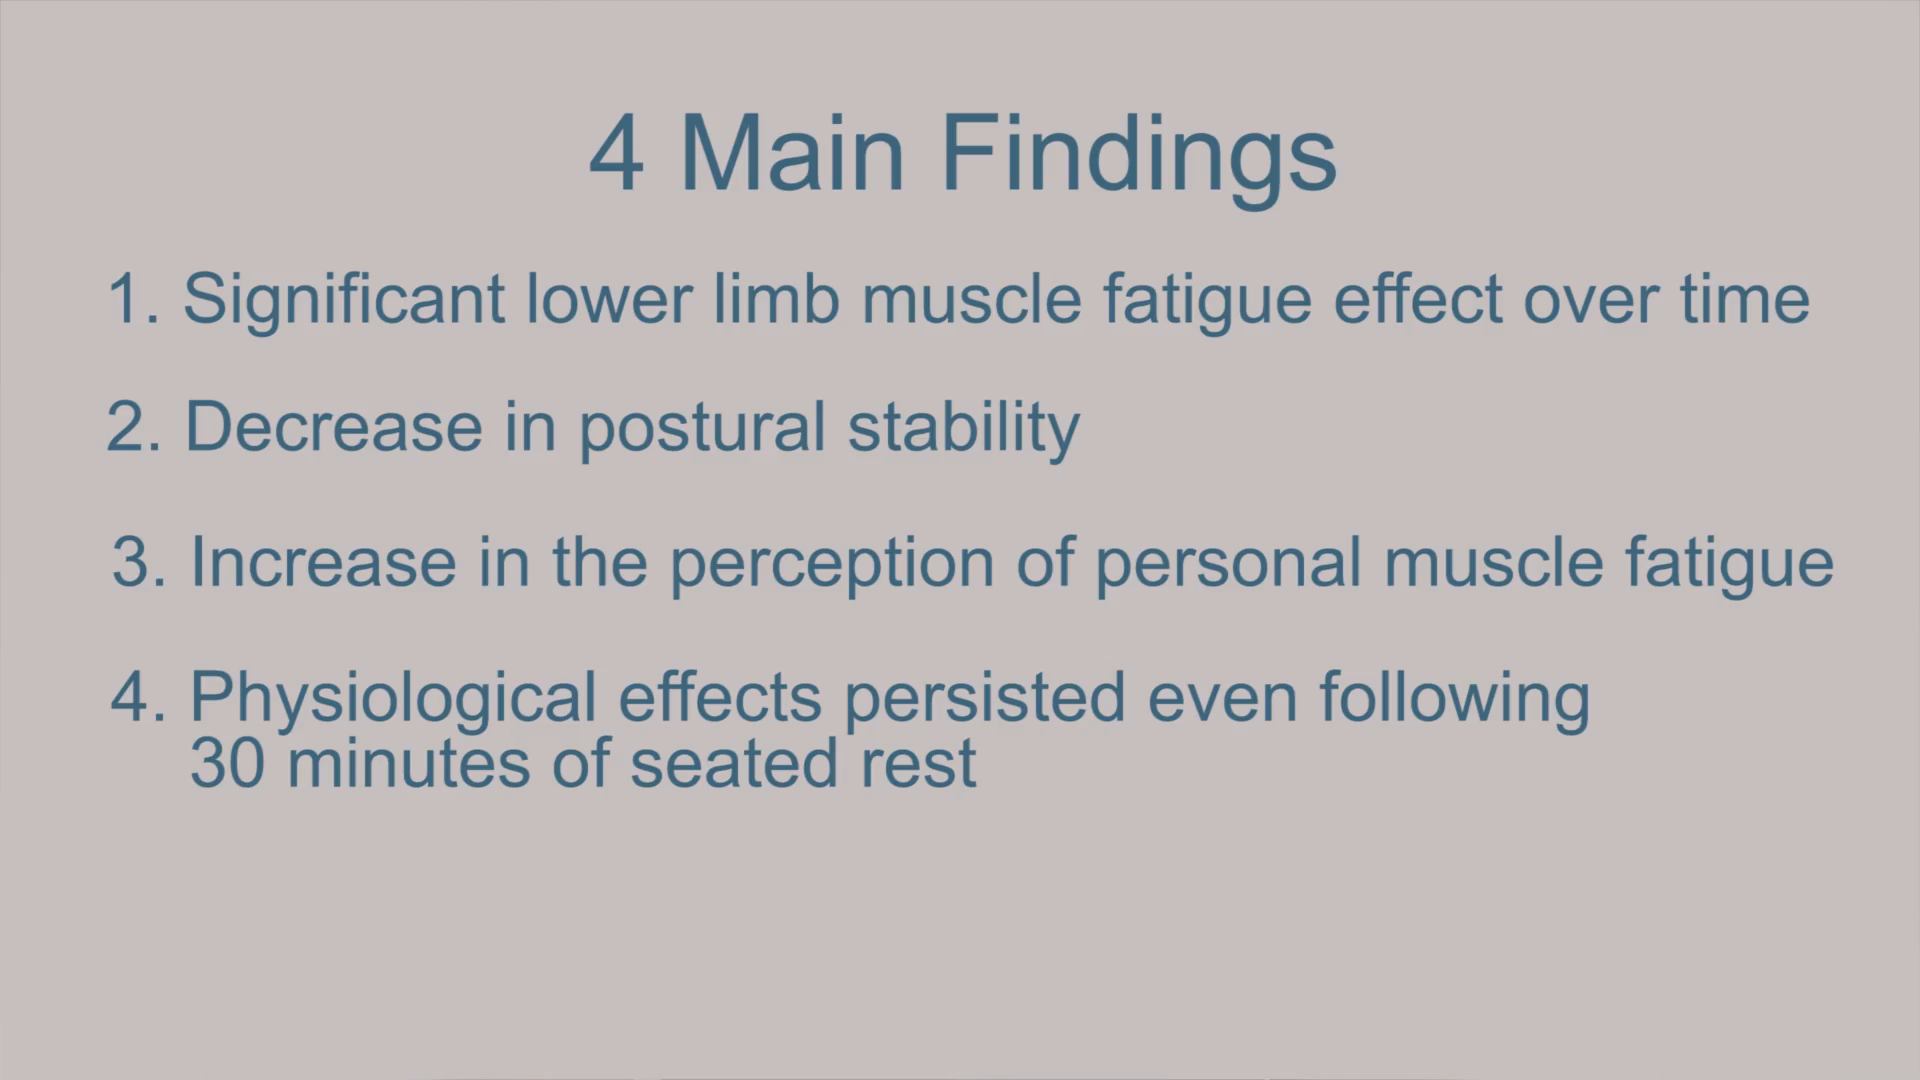 4 Main Findings
1. Significant lower limb muscle fatigue effect over time
2. Decrease in postural stability
3. Increase in the perception of personal muscle fatigue
4. Physiological effects persisted even following
30 minutes of seated rest